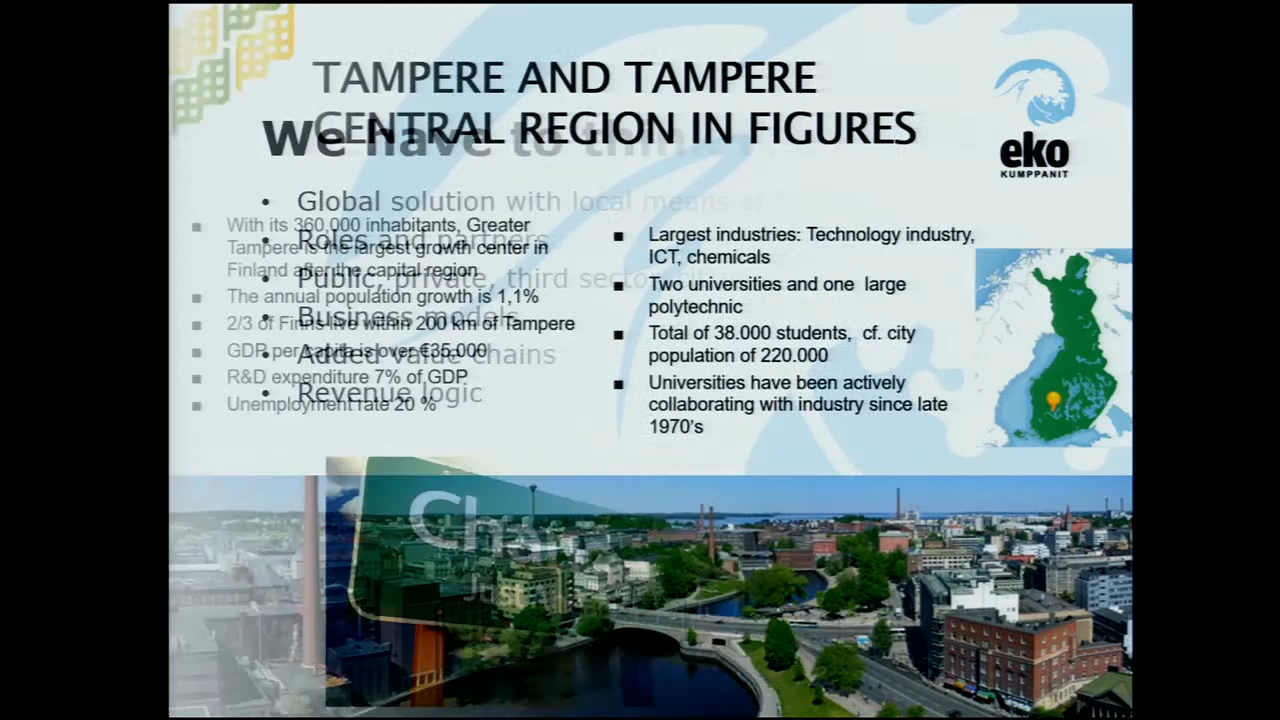 TAMPERE AND TAMPERE
CENTRAL REGION IN FIGURES
eko
KUMPPANIT
we have to
• Global solution with local means
• Roles and partners
• Public, private, third sector
• Business models
• Added value chains
• Revenue logic
With its 360,000 inhabitants, Greater
Tampere is the largest growth center in
Finland after the capital region
The annual population growth is 1,1%
2/3 of Finns live within 200 km of Tampere
GDP per capita is over €35,000
R&D expenditure 7% of GDP
Unemployment rate 20 %
Largest industries: Technology industry,
ICT, chemicals
Two universities and one large
polytechnic
Total of 38.000 students, cf. city
population of 220.000
Universities have been actively
collaborating with industry since late
1970's